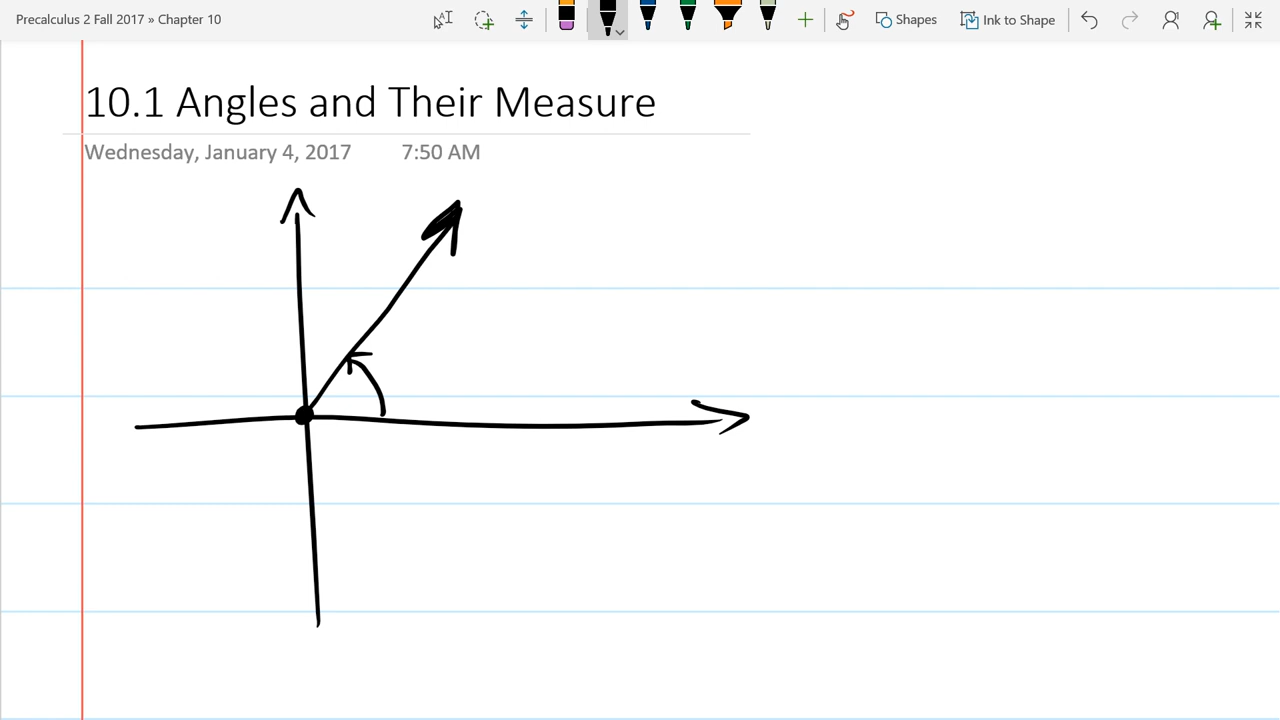 Precalculus 2 Fall 2017 » Chapter 10
Shapes
Ink to Shape
10.1 Angles and Their Measure
Wednesday, January 4, 2017 7:50 AM